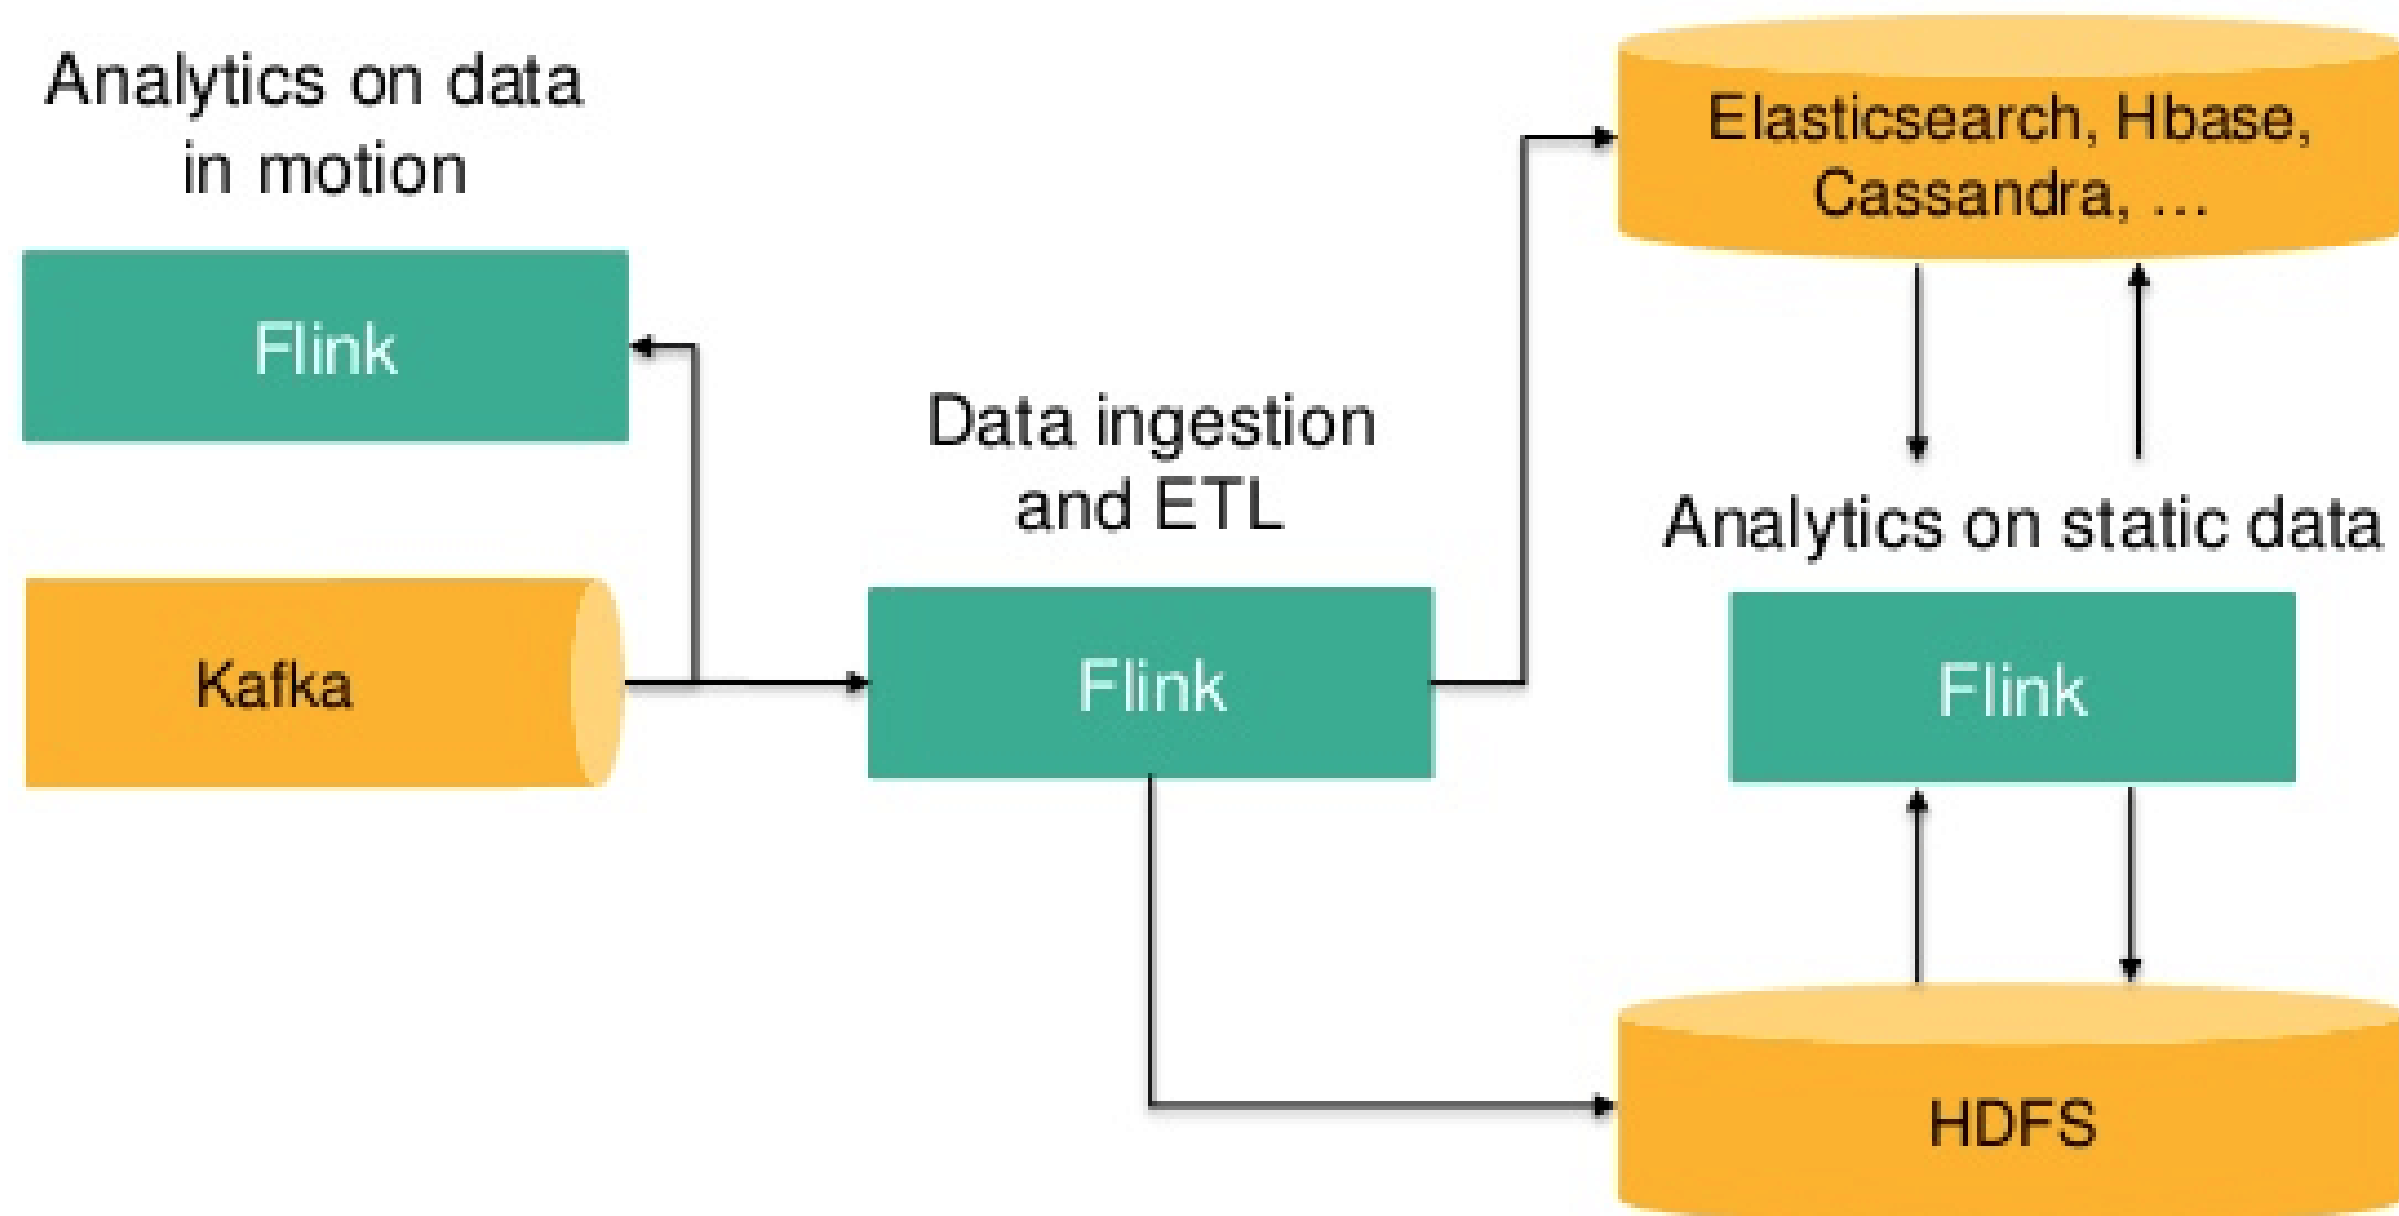 Analytics on data
in motion
Flink
Kafka
Data ingestion
and ETL
Flink
Elasticsearch, Hbase,
Cassandra, ...
Analytics on static data
Flink
HDFS